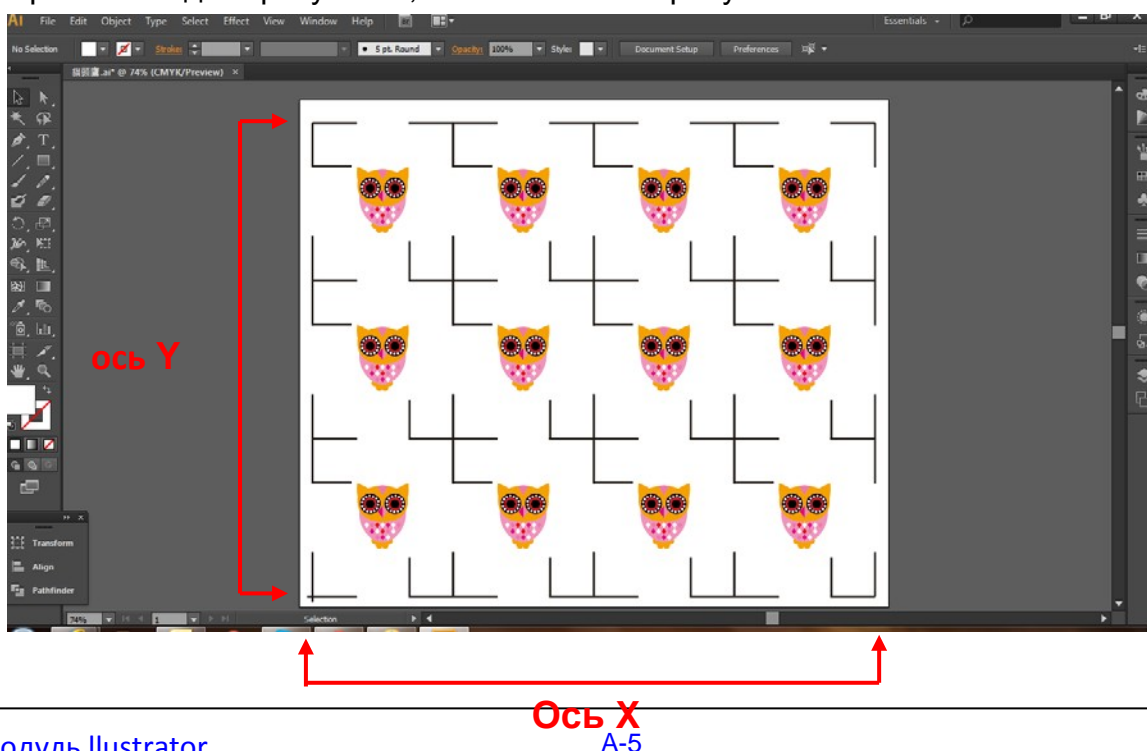 AI File Edit Object Type Select Effect View Window Help Essentials
No Selection Stroke: 5 pt. Round Opacity: 100% Style: Document Setup Preferences
.ai* @ 74% (CMYK/Preview) ×
ось Y
Transform
Align
Pathfinder
74% 1 Selection
Ось X
одуль Ilustrator
A-5